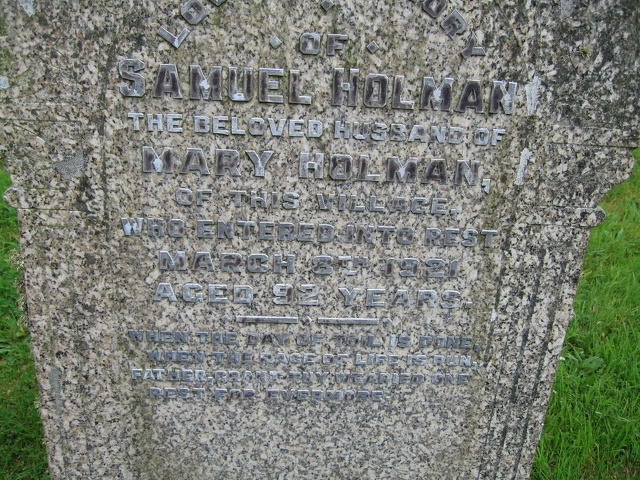 OF
SAMUEL HOLMAN
THE BELOVED HUSBAND OF
MARY HOLMAN,
OF THIS VILLAGE,
WHO ENTERED INTO REST
MARCH 8TH 1921
AGED 92 YEARS.
WHEN THE DAY OF TOIL IS DONE,
WHEN THE RACE OF LIFE IS RUN,
FATHER, GRANT THY WEARIED ONE
REST FOR EVERMORE.